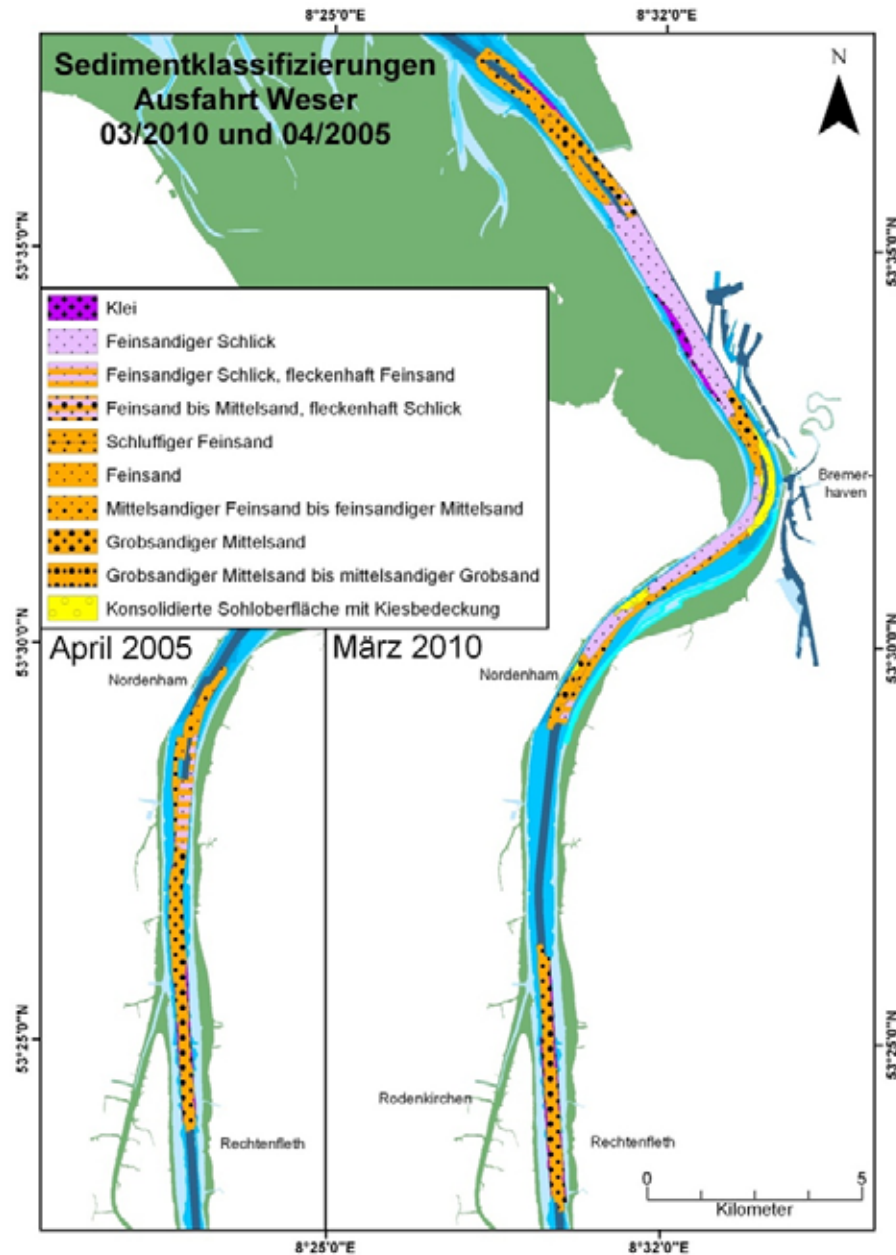 8°25'0"E
8°32'0"E
Sedimentklassifizierungen
Ausfahrt Weser
03/2010 und 04/2005
N
53°35'0"N
53°35'0"N
Klei
Feinsandiger Schlick
Feinsandiger Schlick, fleckenhaft Feinsand
Feinsand bis Mittelsand, fleckenhaft Schlick
Schluffiger Feinsand
Feinsand
Mittelsandiger Feinsand bis feinsandiger Mittelsand
Grobsandiger Mittelsand
Grobsandiger Mittelsand bis mittelsandiger Grobsand
Konsolidierte Sohloberfläche mit Kiesbedeckung
Bremer-
haven
53°30'0"N
53°30'0"N
April 2005
März 2010
Nordenham
Nordenham
53°25'0"N
53°25'0"N
Rodenkirchen
Rechtenfleth
Rechtenfleth
0
5
Kilometer
8°25'0"E
8°32'0"E